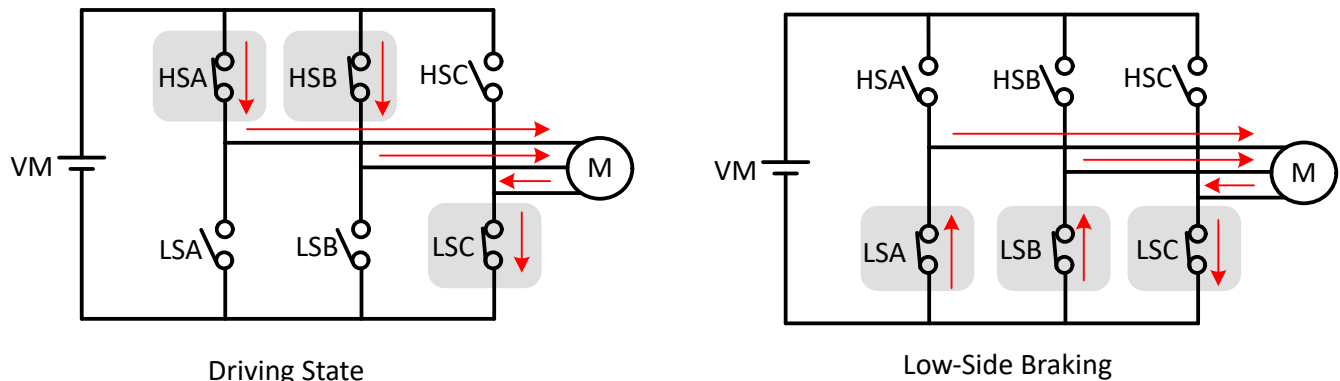 HSA HSB HSC
VM M
LSA LSB LSC
Driving State
HSA HSB HSC
VM M
LSA LSB LSC
Low-Side Braking